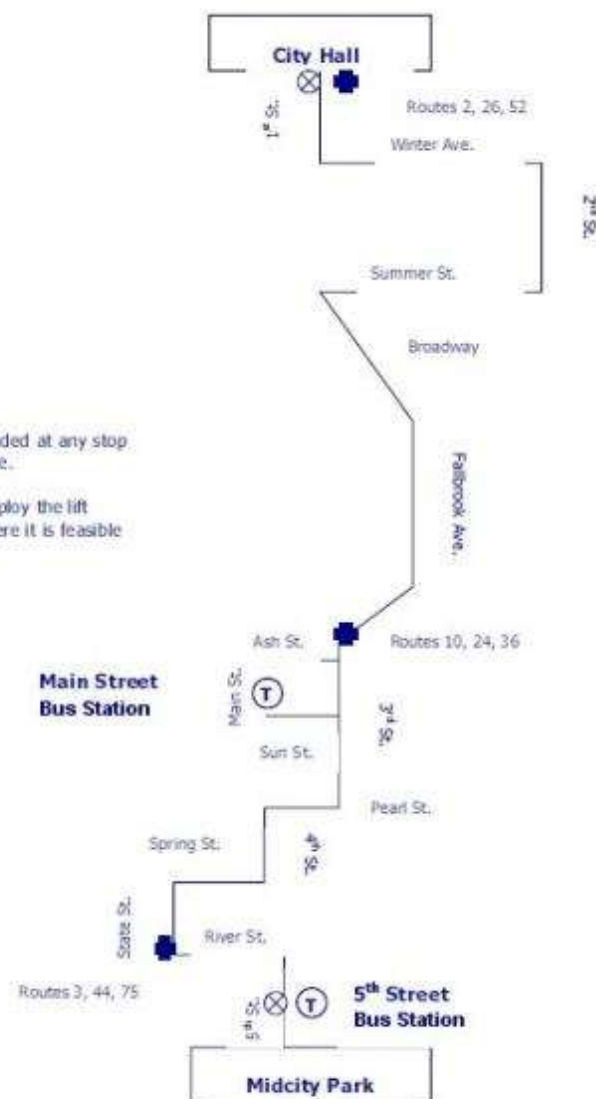 City Hall
1st St.
Routes 2, 26, 52
Winter Ave.
2nd St.
Summer St.
Broadway
ded at any stop
e.
ploy the lift
ere it is feasible
Fallbrook Ave.
Ash St.
Routes 10, 24, 36
Main Street
Bus Station
Main St.
T
3rd St.
Sun St.
Pearl St.
Spring St.
4th St.
State St.
River St.
Routes 3, 44, 75
5th St.
T
5th Street
Bus Station
Midcity Park